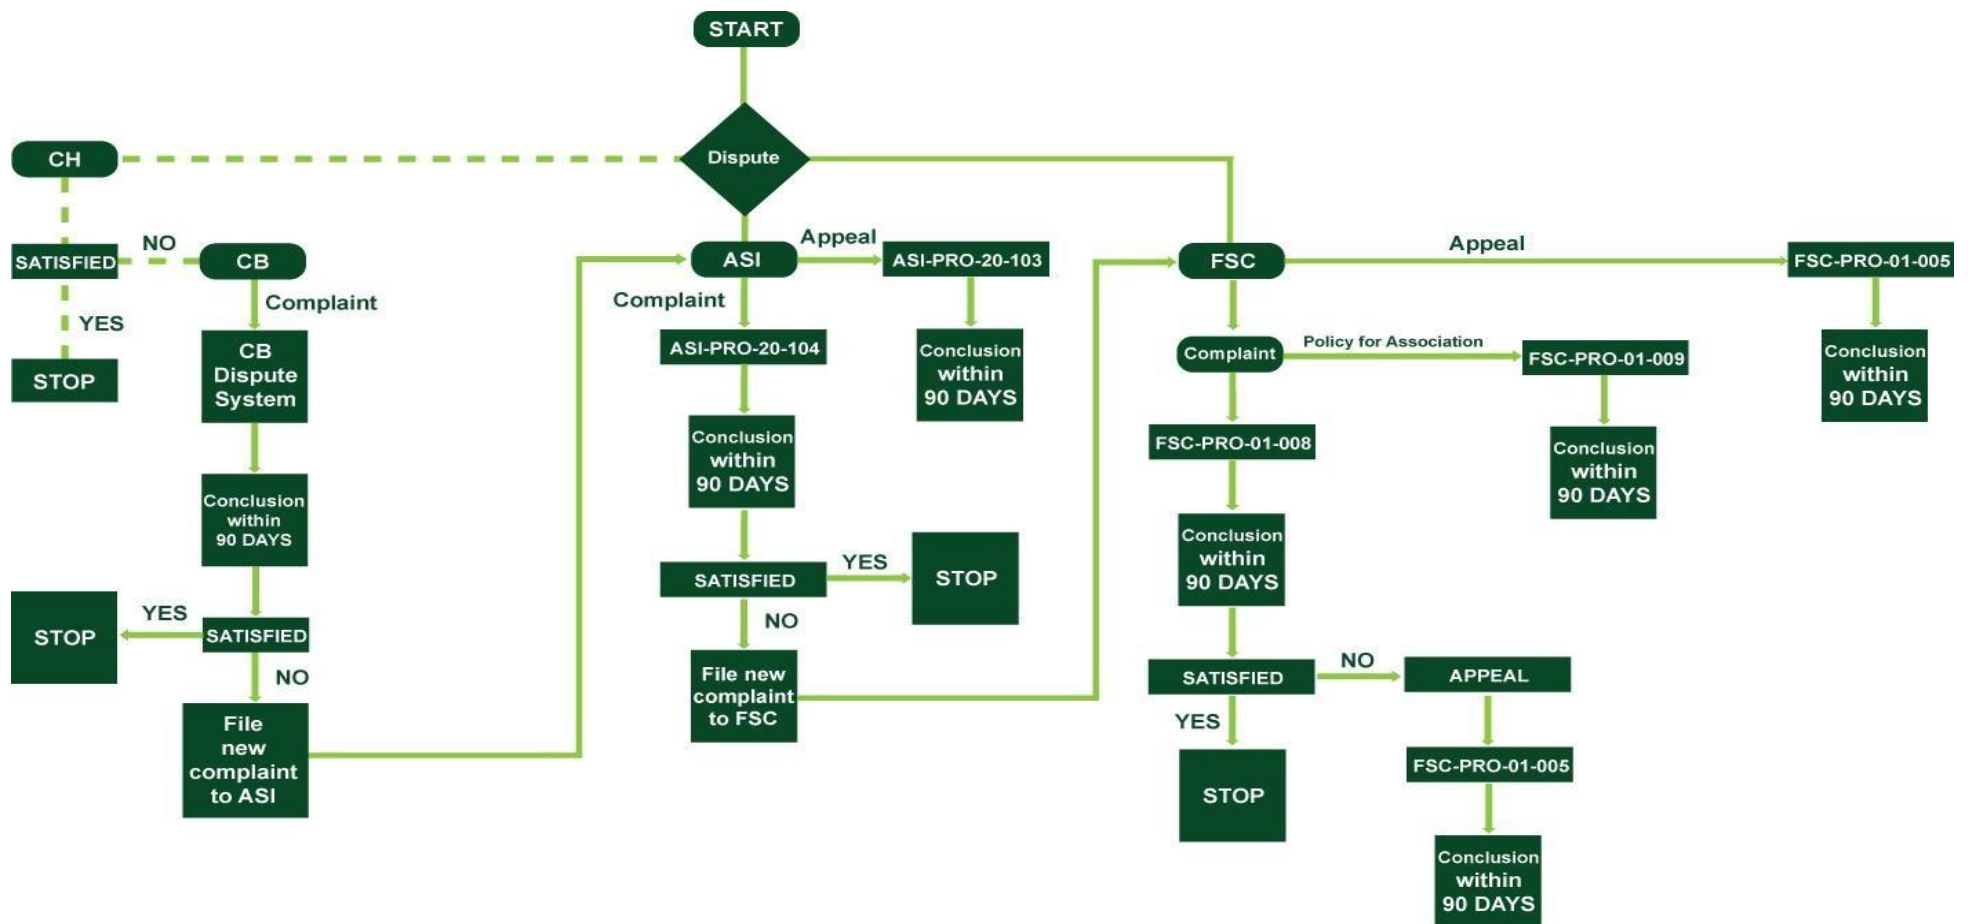 START
Dispute
CH
SATISFIED
NO
YES
STOP
CB
Complaint
CB
Dispute
System
Conclusion
within
90 DAYS
SATISFIED
YES
STOP
NO
File
new
complaint
to ASI
ASI
Appeal
ASI-PRO-20-103
Conclusion
within
90 DAYS
Complaint
ASI-PRO-20-104
Conclusion
within
90 DAYS
SATISFIED
YES
STOP
NO
File new
complaint
to FSC
FSC
Appeal
FSC-PRO-01-005
Conclusion
within
90 DAYS
Complaint
Policy for Association
FSC-PRO-01-009
Conclusion
within
90 DAYS
FSC-PRO-01-008
Conclusion
within
90 DAYS
SATISFIED
NO
APPEAL
YES
STOP
FSC-PRO-01-005
Conclusion
within
90 DAYS